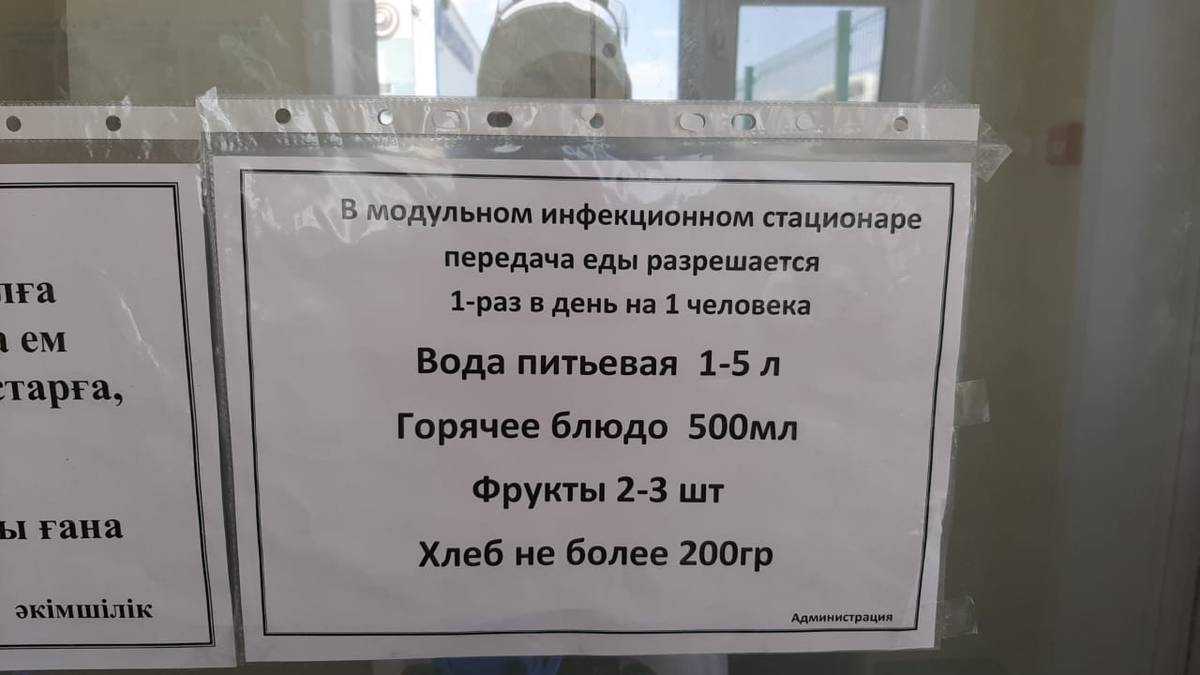 лға
а ем
старға,
ы ғана
әкімшілік
В модульном инфекционном стационаре
передача еды разрешается
1-раз в день на 1 человека
Вода питьевая 1-5 л
Горячее блюдо 500мл
Фрукты 2-3 шт
Хлеб не более 200гр
Администрация